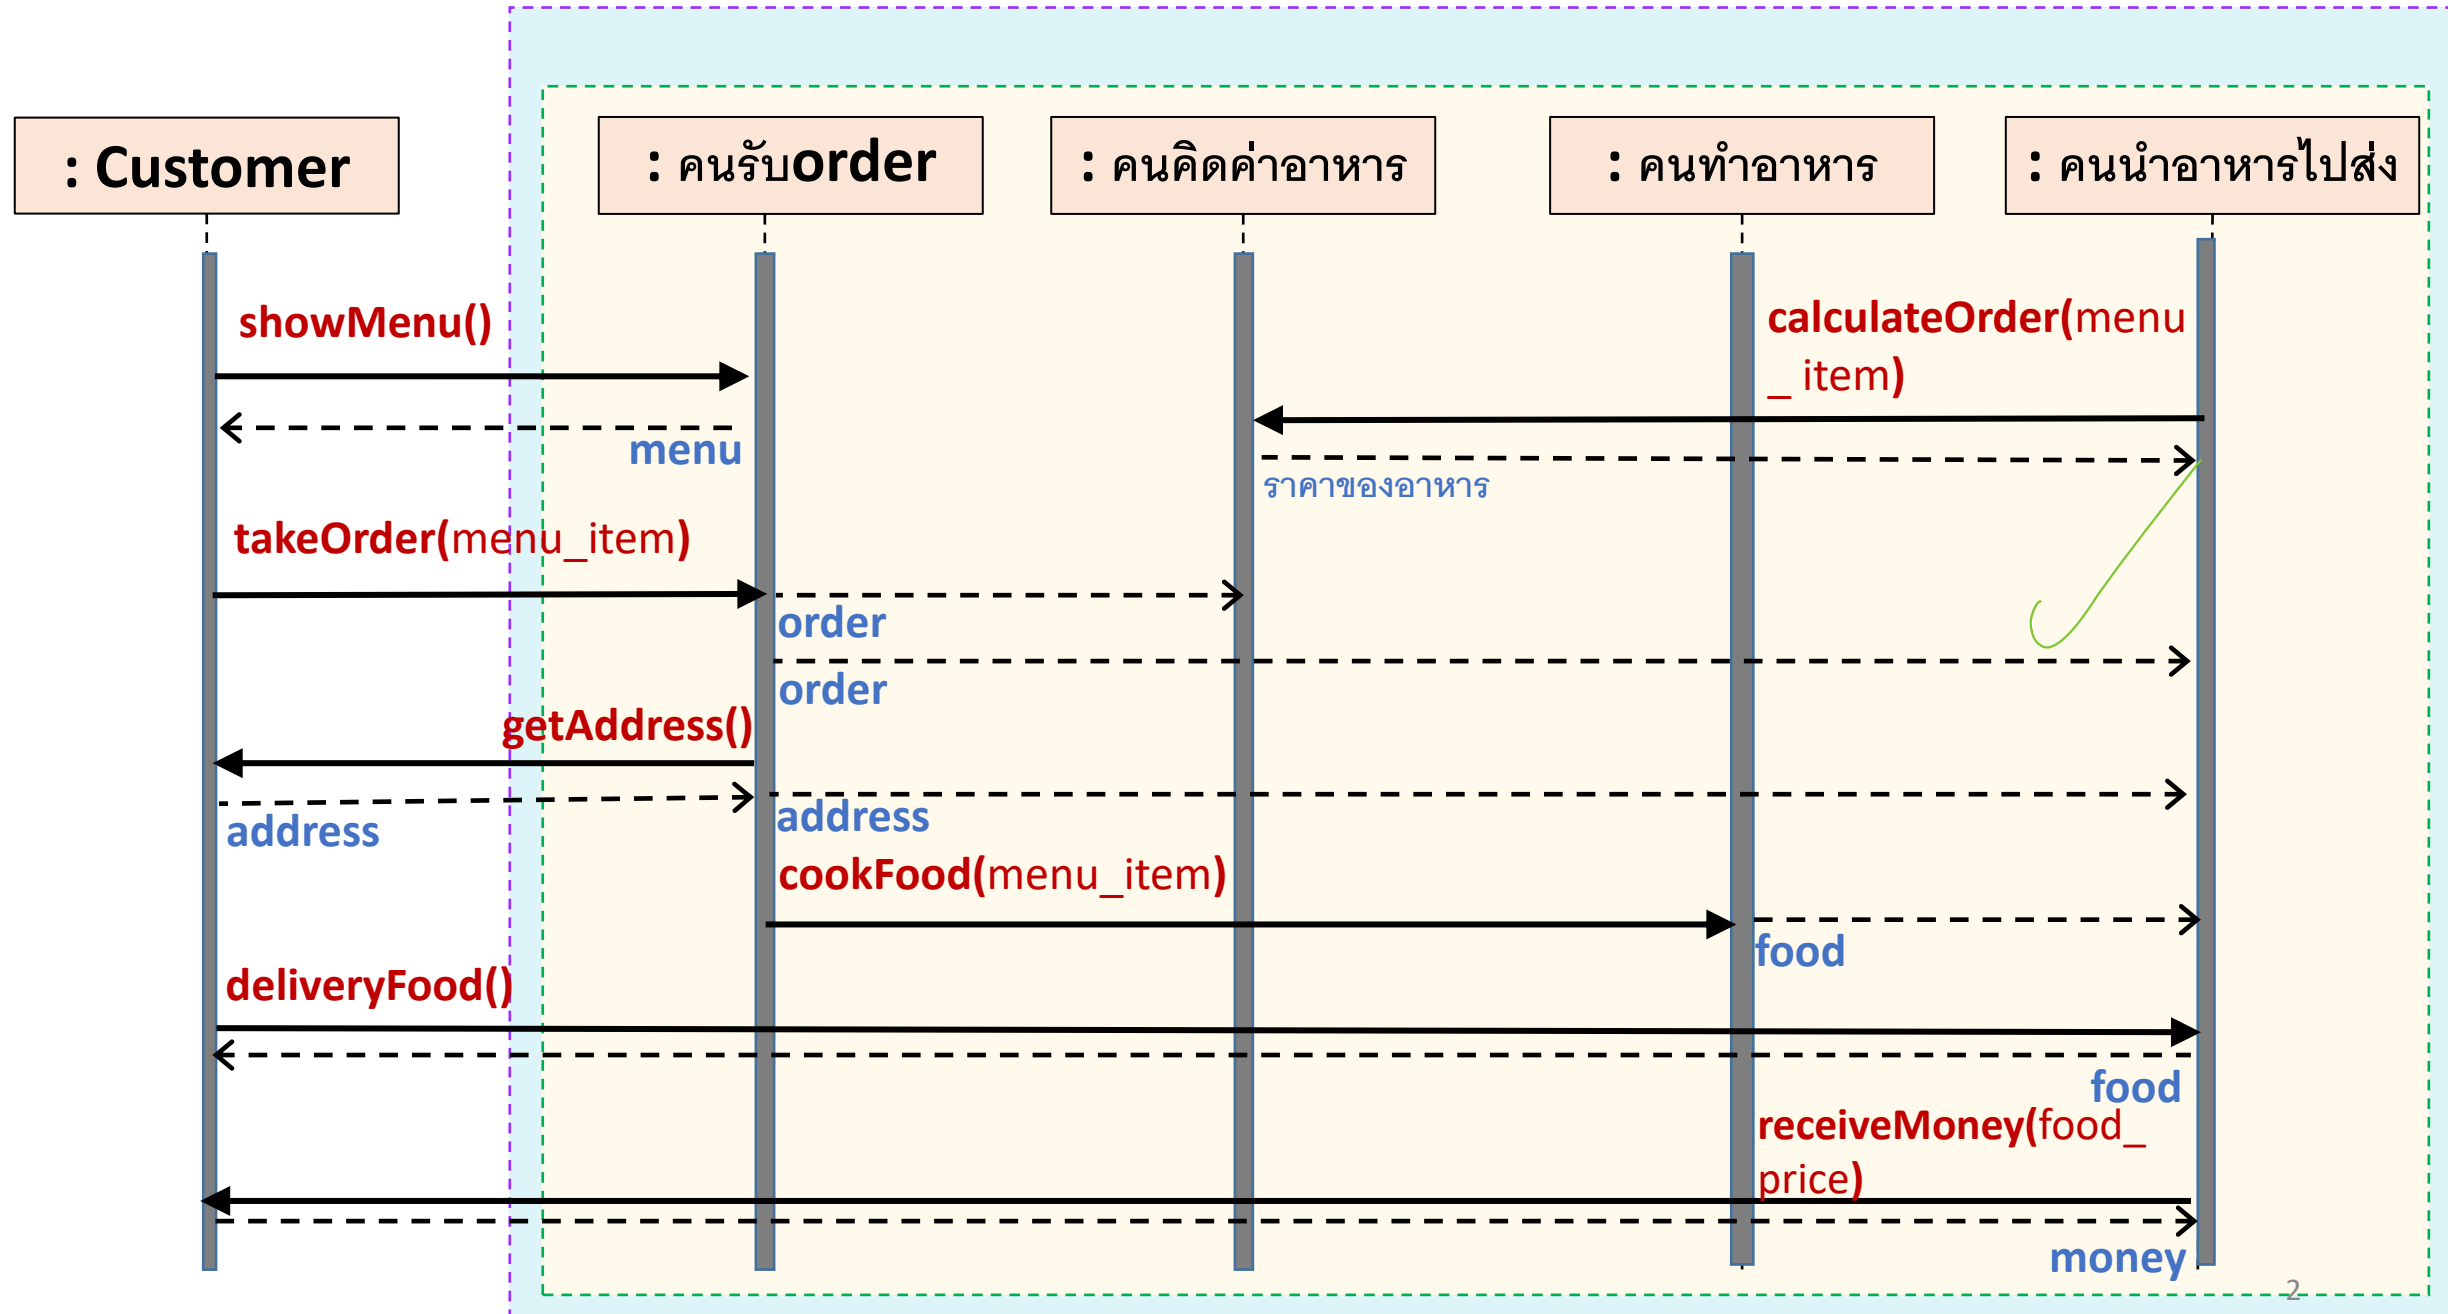 : Customer
: คนรับorder
: คนคิดค่าอาหาร
: คนทำอาหาร
: คนนำอาหารไปส่ง
showMenu()
calculateOrder(menu
_ item)
menu
ราคาของอาหาร
takeOrder(menu_item)
order
order
getAddress()
address
address
cookFood(menu_item)
food
deliveryFood()
food
receiveMoney(food_
price)
money
2